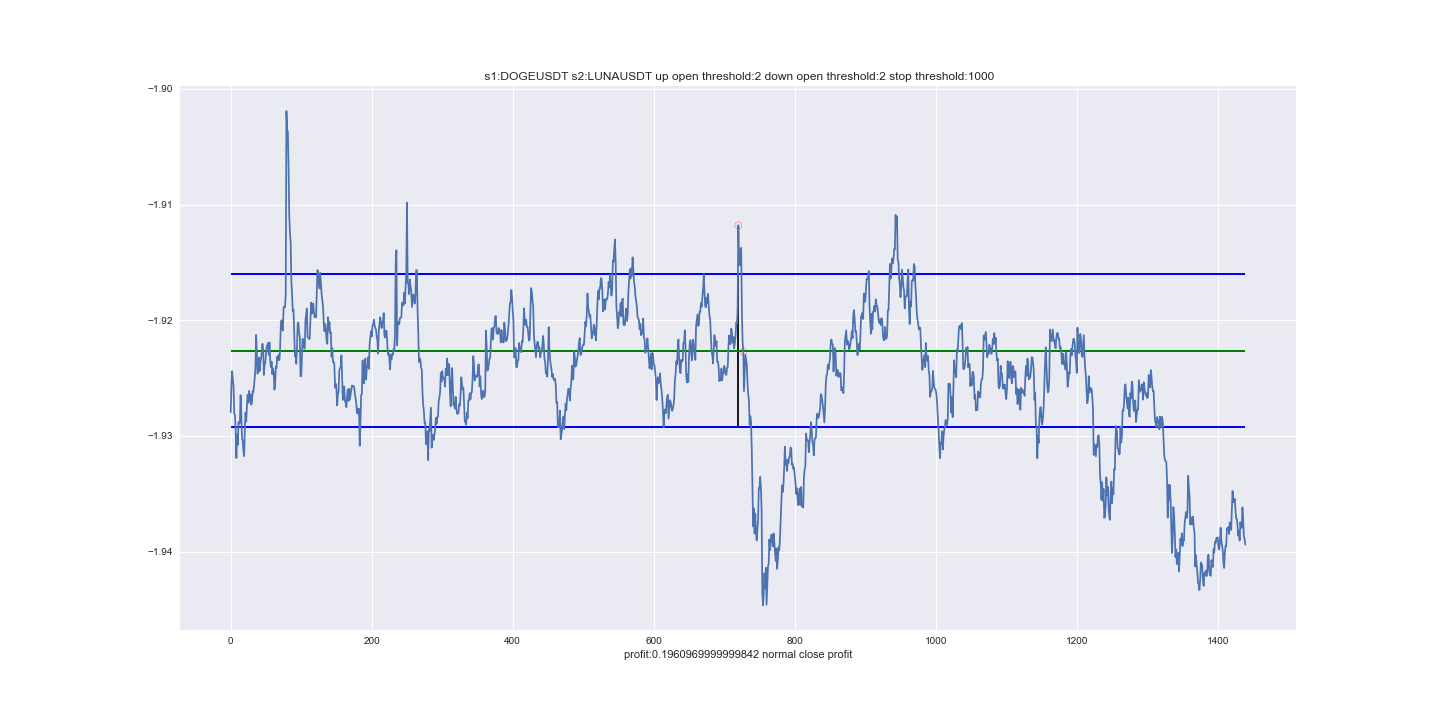 s1:DOGEUSDT s2:LUNAUSDT up open threshold:2 down open threshold:2 stop threshold:1000
−1.90
−1.91
−1.92
−1.93
−1.94
0 200 400 600 800 1000 1200 1400
profit:0.1960969999999842 normal close profit